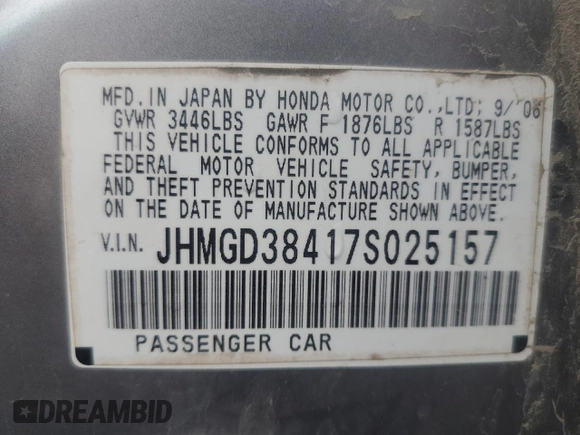 MFD.IN JAPAN BY HONDA MOTOR CO.,LTD; 9/'06
GVWR 3446LBS GAWR F 1876LBS R 1587LBS
THIS VEHICLE CONFORMS TO ALL APPLICABLE
FEDERAL MOTOR VEHICLE SAFETY, BUMPER,
AND THEFT PREVENTION STANDARDS IN EFFECT
ON THE DATE OF MANUFACTURE SHOWN ABOVE.
V.I.N. JHMGD38417S025157
PASSENGER CAR
DREAMBID